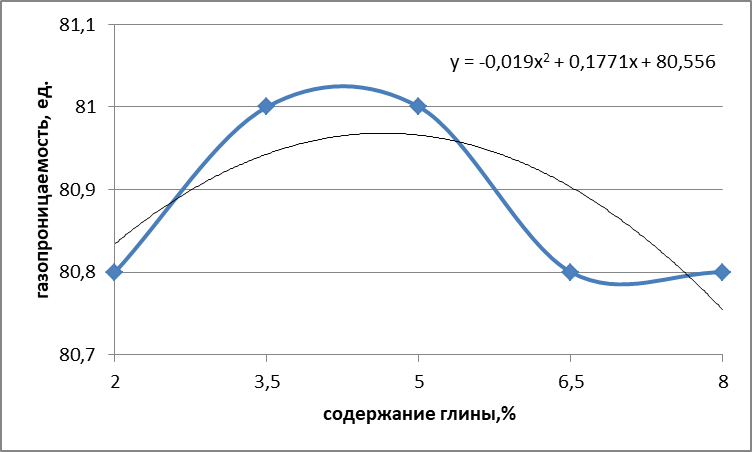 81,1
y = -0,019x² + 0,1771x + 80,556
81
80,9
80,8
80,7
газопроницаемость, ед.
2 3,5 5 6,5 8
содержание глины,%